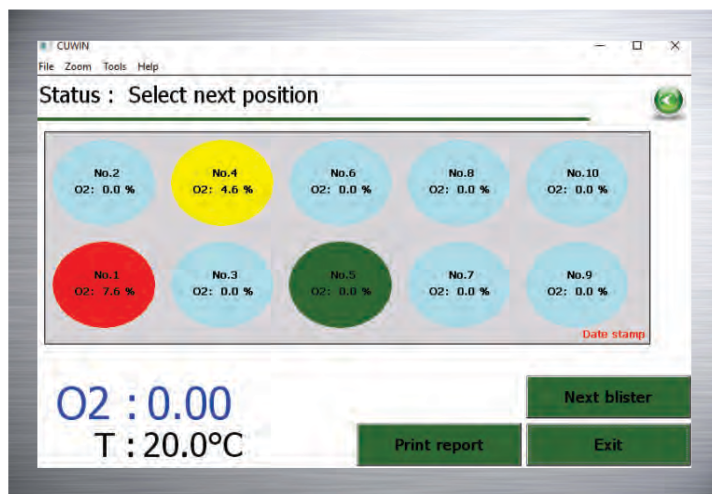 CUWIN
File Zoom Tools Help
Status : Select next position
No.2
O2: 0.0 %
No.4
O2: 4.6 %
No.6
O2: 0.0 %
No.8
O2: 0.0 %
No.10
O2: 0.0 %
No.1
O2: 7.6 %
No.3
O2: 0.0 %
No.5
O2: 0.0 %
No.7
O2: 0.0 %
No.9
O2: 0.0 %
Date stamp
O2 : 0.00
T : 20.0°C
Next blister
Print report
Exit